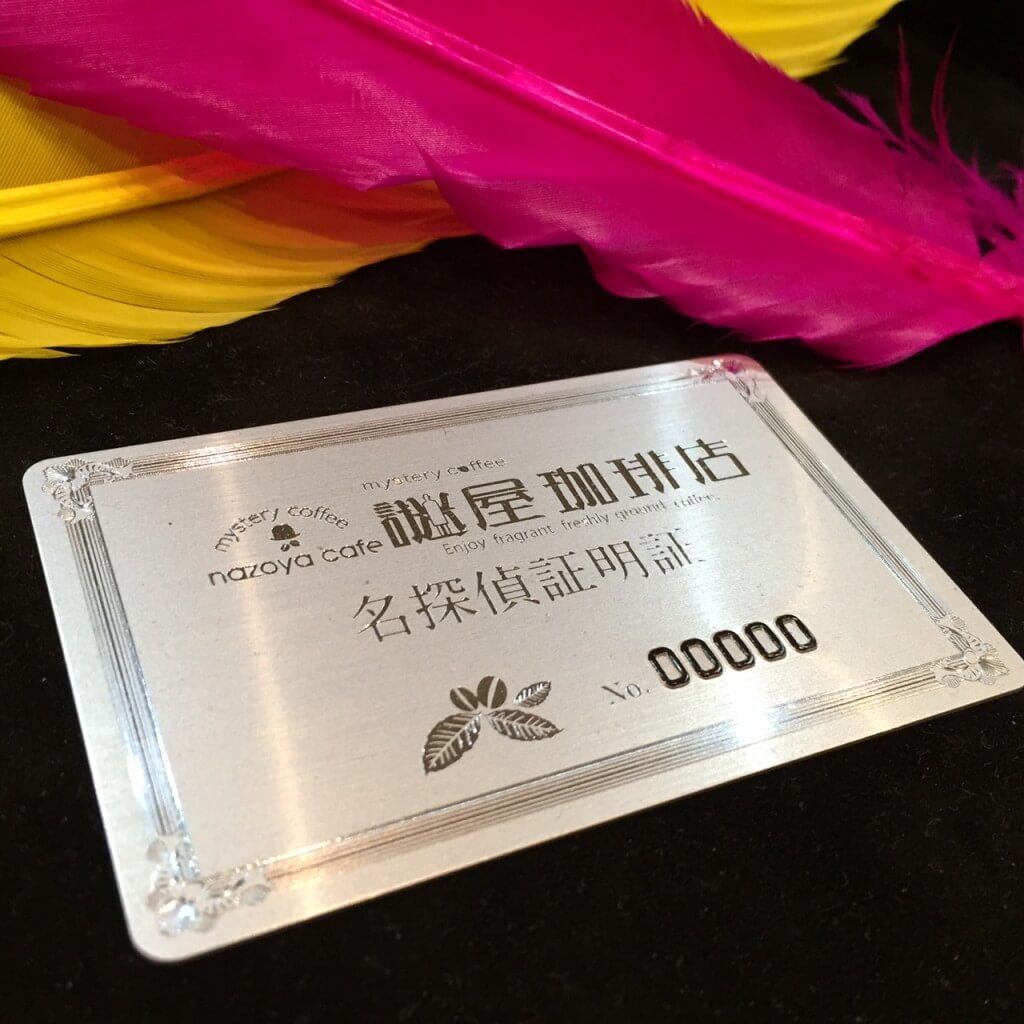 mystery coffee
nazoya cafe
mystery coffee
謎屋珈琲店
Enjoy fragrant freshly ground coffee.
名探偵証明証
No. 00000